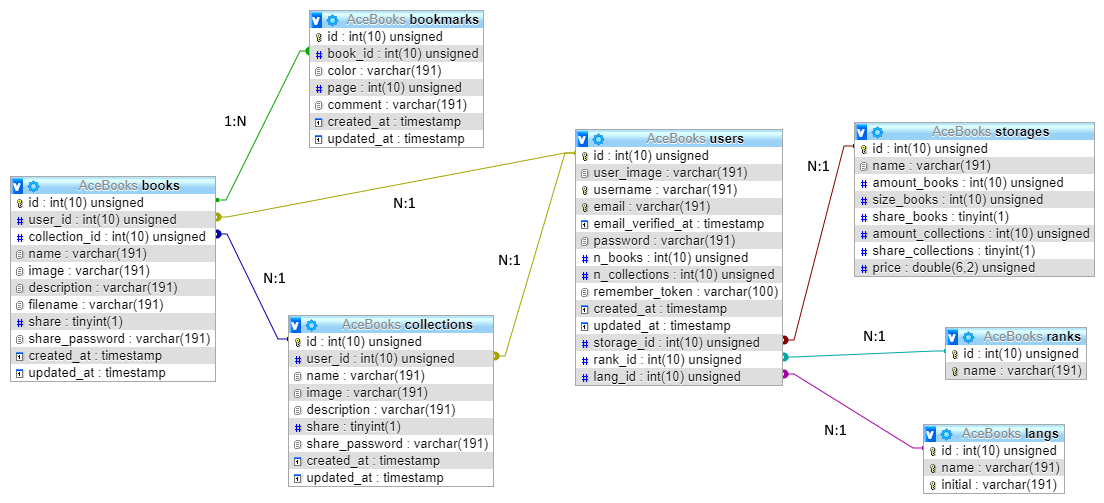 AceBooks bookmarks
id : int(10) unsigned
book_id : int(10) unsigned
color : varchar(191)
page : int(10) unsigned
comment : varchar(191)
created_at : timestamp
updated_at : timestamp
1:N
AceBooks books
id : int(10) unsigned
user_id : int(10) unsigned
collection_id : int(10) unsigned
name : varchar(191)
image : varchar(191)
description : varchar(191)
filename : varchar(191)
share : tinyint(1)
share_password : varchar(191)
created_at : timestamp
updated_at : timestamp
N:1
N:1
N:1
AceBooks collections
id : int(10) unsigned
user_id : int(10) unsigned
name : varchar(191)
image : varchar(191)
description : varchar(191)
share : tinyint(1)
share_password : varchar(191)
created_at : timestamp
updated_at : timestamp
AceBooks users
id : int(10) unsigned
user_image : varchar(191)
username : varchar(191)
email : varchar(191)
email_verified_at : timestamp
password : varchar(191)
n_books : int(10) unsigned
n_collections : int(10) unsigned
remember_token : varchar(100)
created_at : timestamp
updated_at : timestamp
storage_id : int(10) unsigned
rank_id : int(10) unsigned
lang_id : int(10) unsigned
N:1
AceBooks storages
id : int(10) unsigned
name : varchar(191)
amount_books : int(10) unsigned
size_books : int(10) unsigned
share_books : tinyint(1)
amount_collections : int(10) unsigned
share_collections : tinyint(1)
price : double(6,2) unsigned
N:1
AceBooks ranks
id : int(10) unsigned
name : varchar(191)
N:1
AceBooks langs
id : int(10) unsigned
name : varchar(191)
initial : varchar(191)